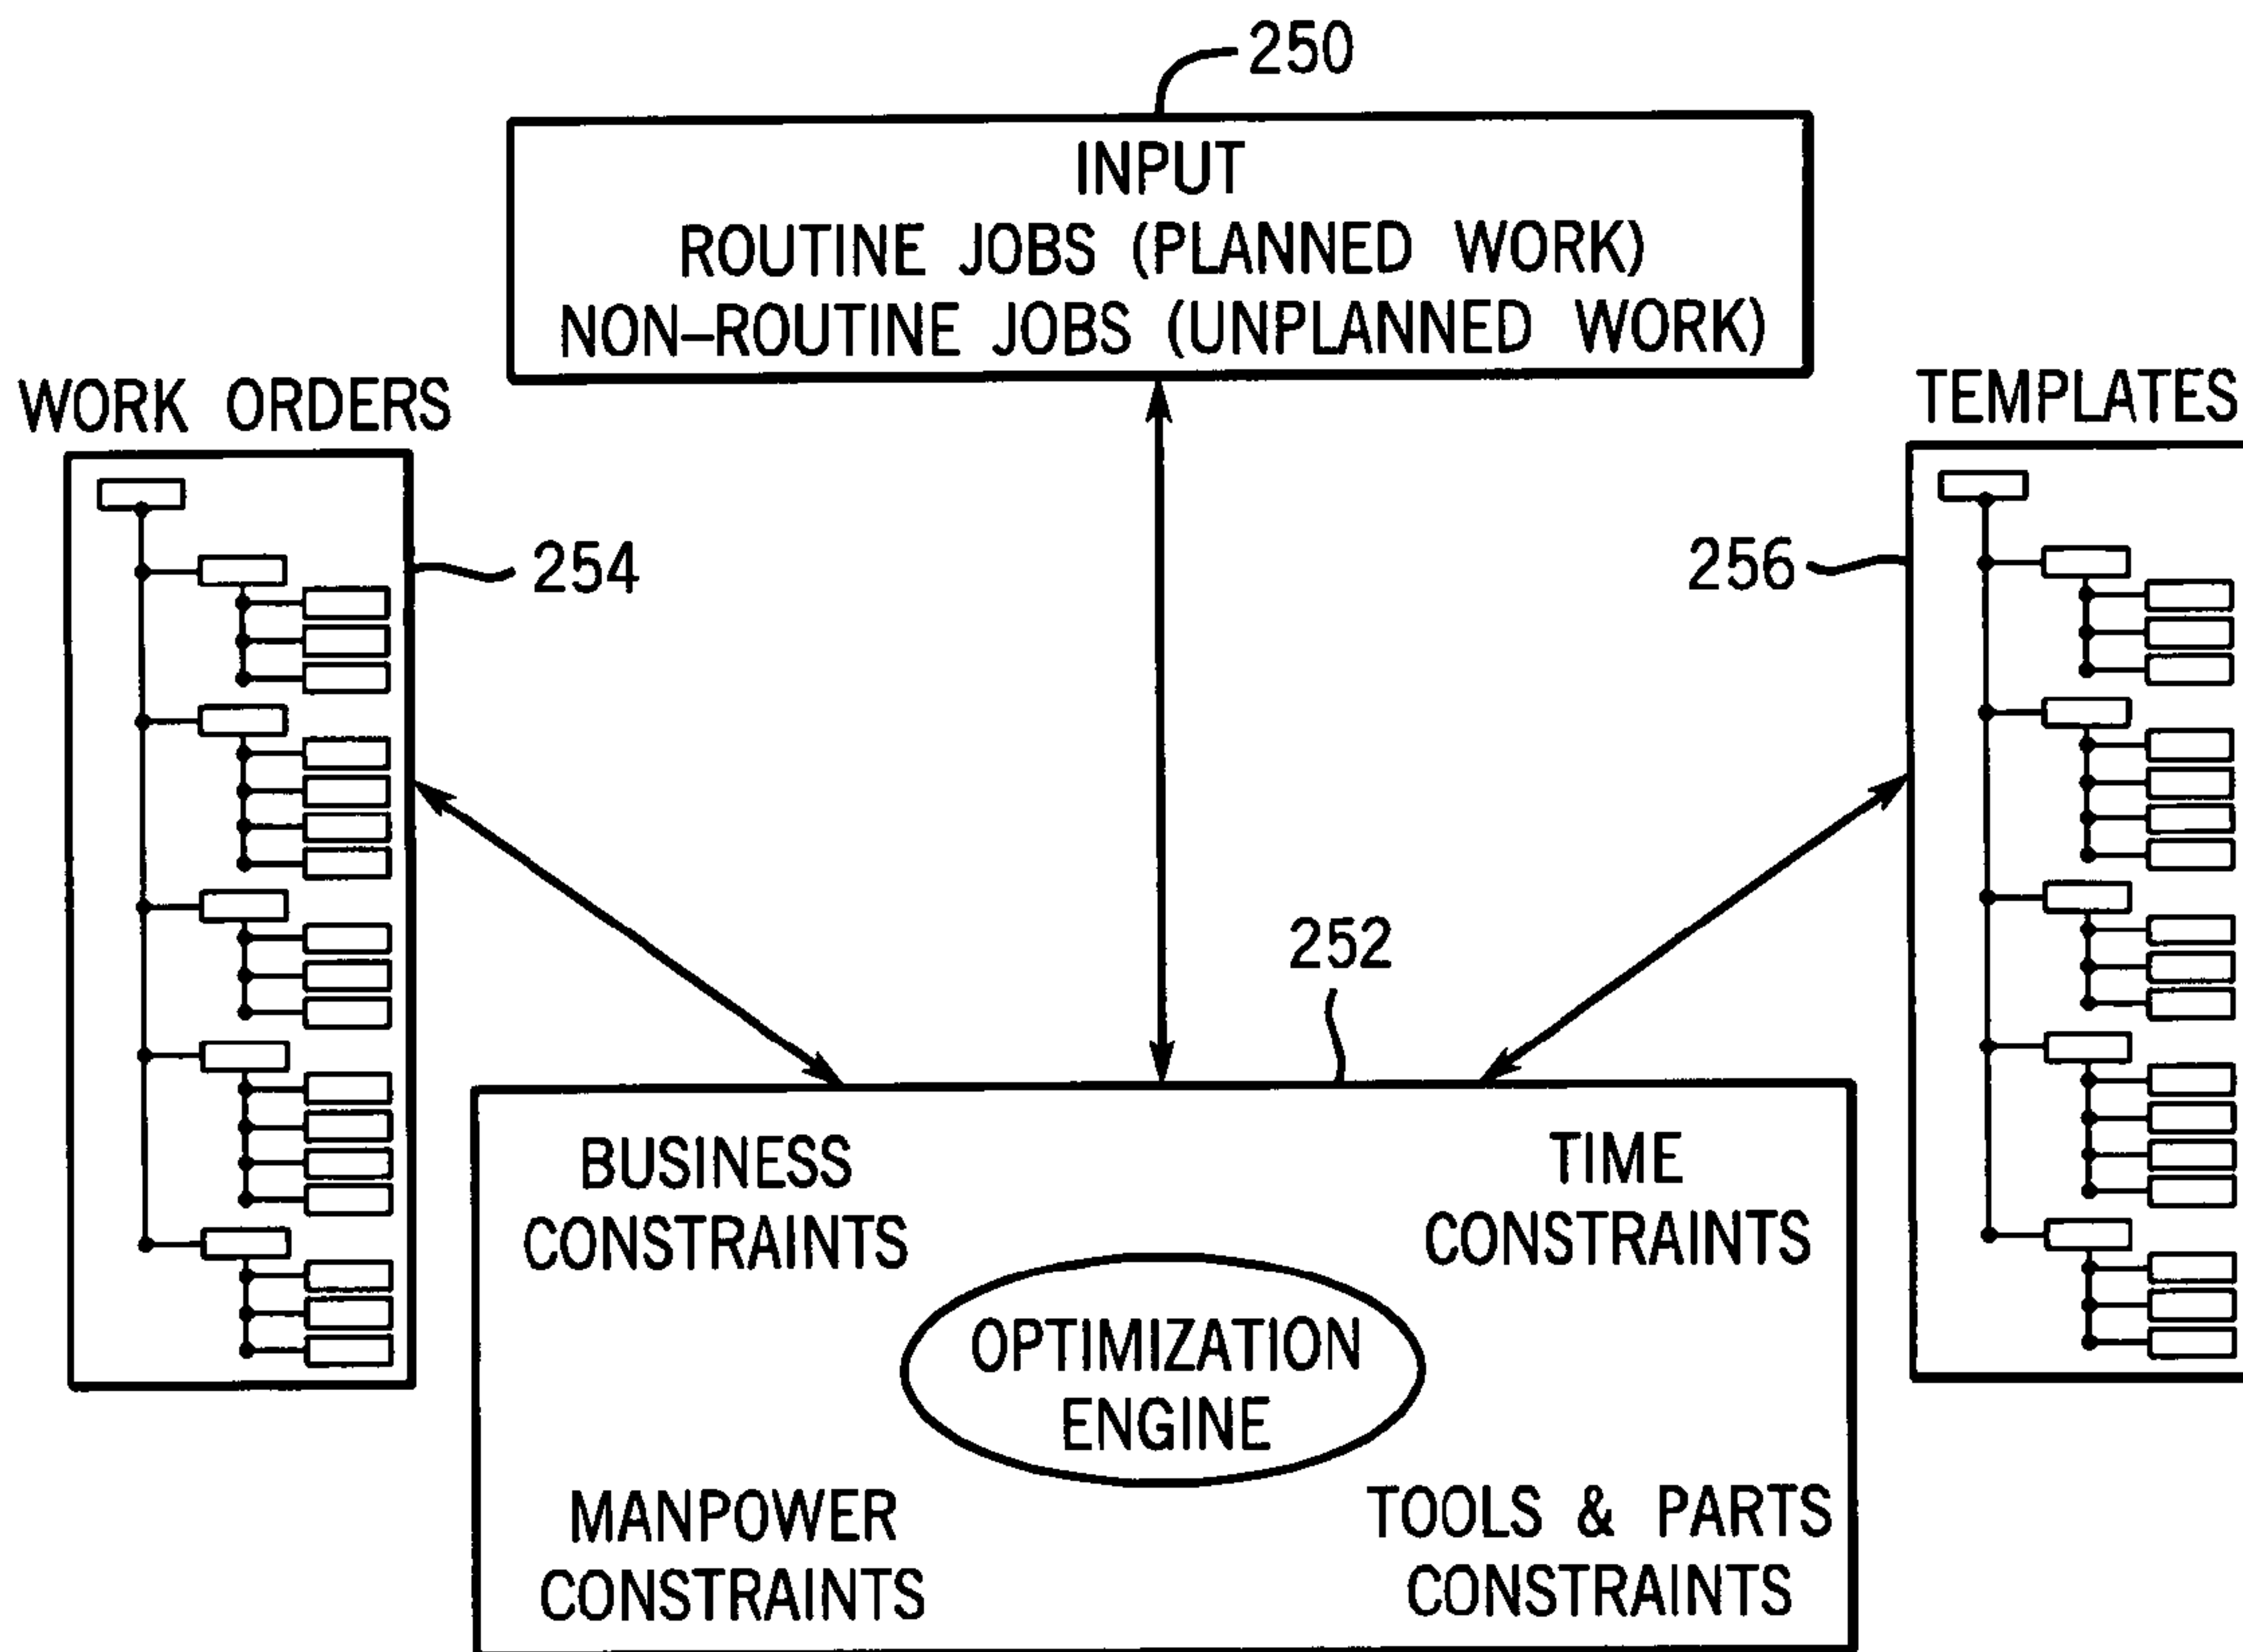 250
INPUT
ROUTINE JOBS (PLANNED WORK)
NON–ROUTINE JOBS (UNPLANNED WORK)
WORK ORDERS
TEMPLATES
254
256
252
BUSINESS
CONSTRAINTS
TIME
CONSTRAINTS
OPTIMIZATION
ENGINE
MANPOWER
CONSTRAINTS
TOOLS & PARTS
CONSTRAINTS